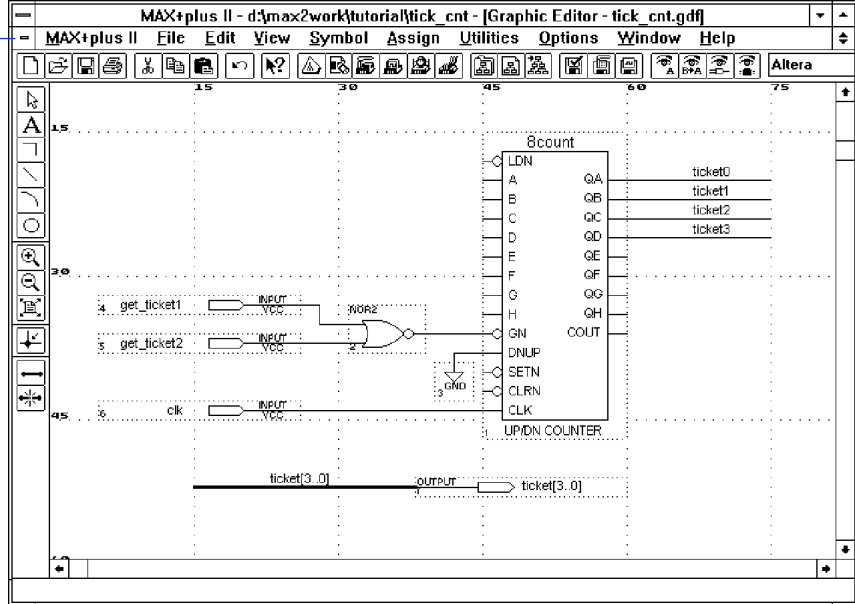 MAX+plus II - d:\max2work\tutorial\tick_cnt - [Graphic Editor - tick_cnt.gdf]
MAX+plus II File Edit View Symbol Assign Utilities Options Window Help
Altera
15 30 45 60 75
15
8count
LDN
A QA ticket0
B QB ticket1
C QC ticket2
D QD ticket3
E QE
30
F QF
G QG
4 get_ticket1 INPUT VCC NOR2
H QH
GN COUT
5 get_ticket2 INPUT VCC 2
DNUP
SETN
3 GND
CLRN
6 clk INPUT VCC CLK
45
1 UP/DN COUNTER
ticket[3..0] OUTPUT ticket[3..0]
60